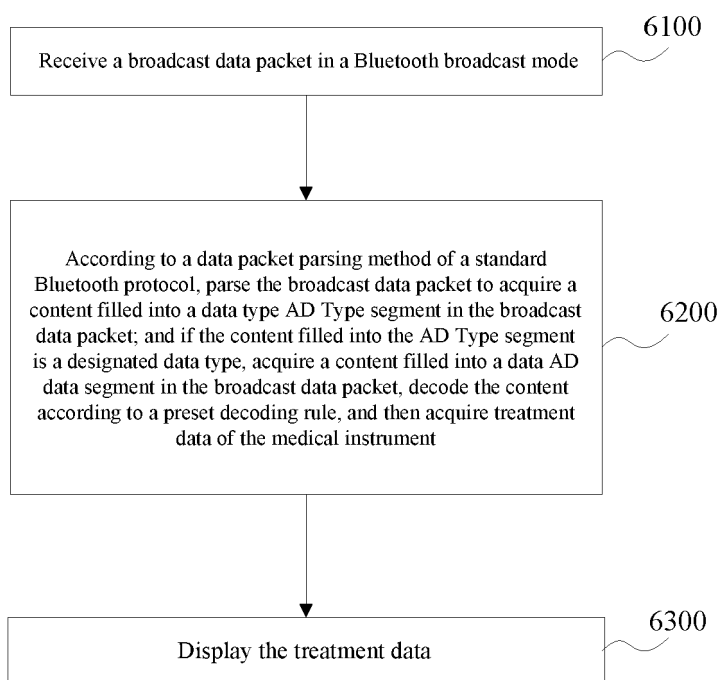 6100
Receive a broadcast data packet in a Bluetooth broadcast mode
According to a data packet parsing method of a standard
Bluetooth protocol, parse the broadcast data packet to acquire a
content filled into a data type AD Type segment in the broadcast
data packet; and if the content filled into the AD Type segment
is a designated data type, acquire a content filled into a data AD
data segment in the broadcast data packet, decode the content
according to a preset decoding rule, and then acquire treatment
data of the medical instrument
6200
6300
Display the treatment data